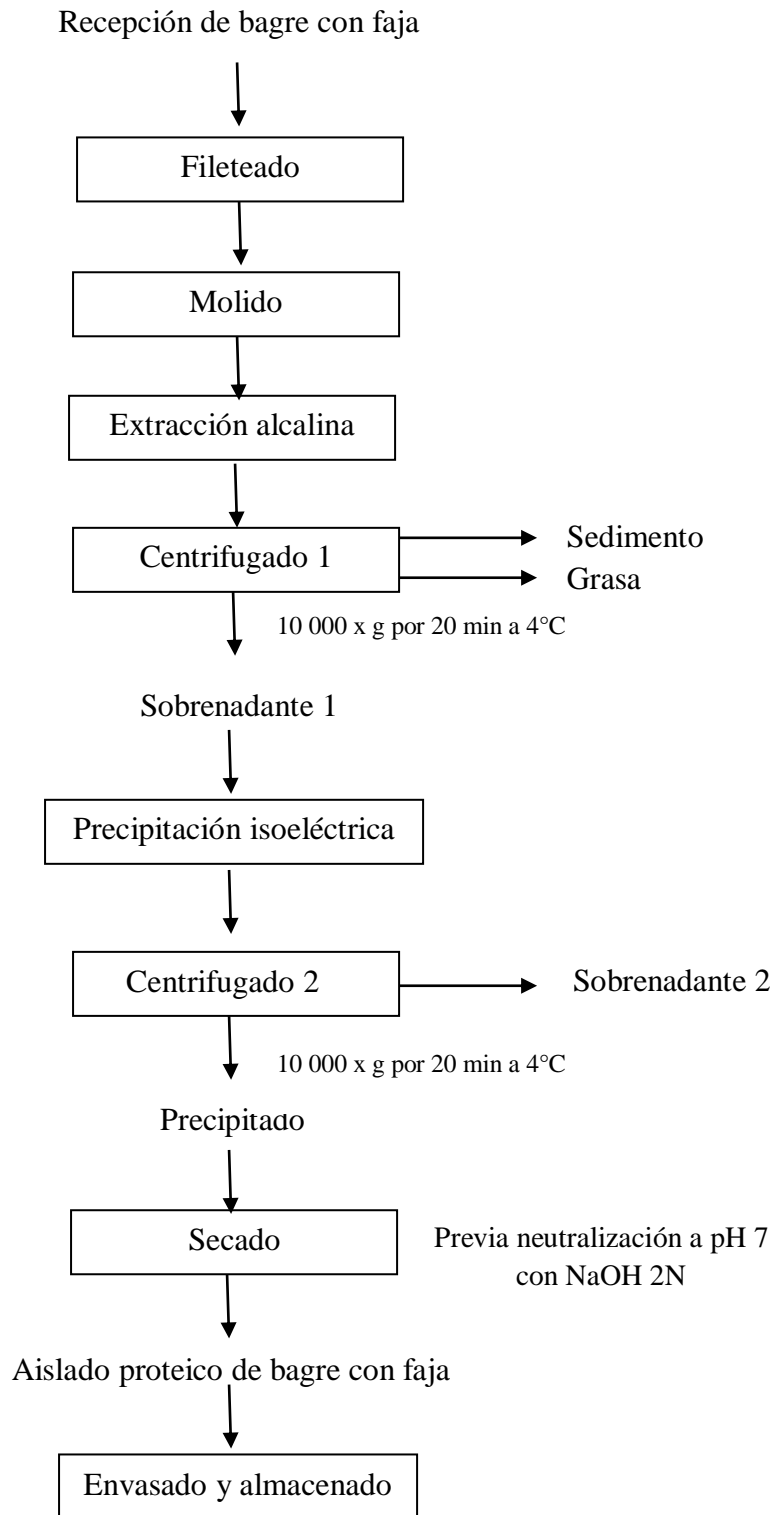 Recepción de bagre con faja
Fileteado
Molido
Extracción alcalina
Centrifugado 1
Sedimento
Grasa
10 000 x g por 20 min a 4°C
Sobrenadante 1
Precipitación isoeléctrica
Centrifugado 2
Sobrenadante 2
10 000 x g por 20 min a 4°C
Precipitado
Secado
Previa neutralización a pH 7
con NaOH 2N
Aislado proteico de bagre con faja
Envasado y almacenado